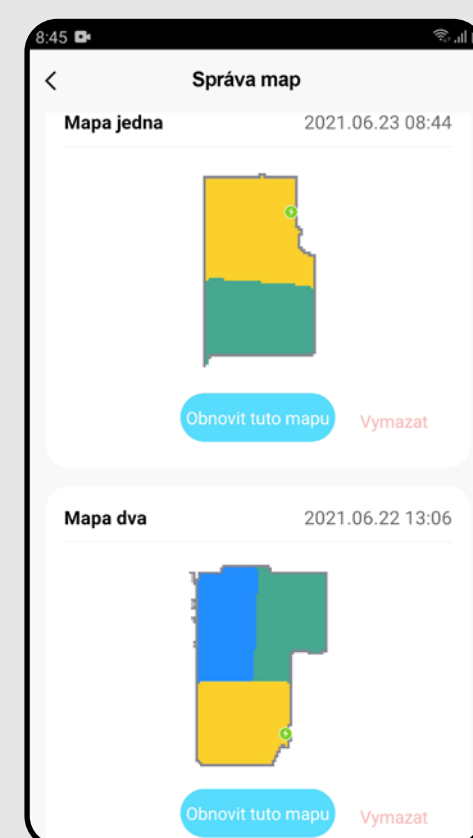 8:45
Správa map
Mapa jedna 2021.06.23 08:44
Obnovit tuto mapu Vymazat
Mapa dva 2021.06.22 13:06
Obnovit tuto mapu Vymazat